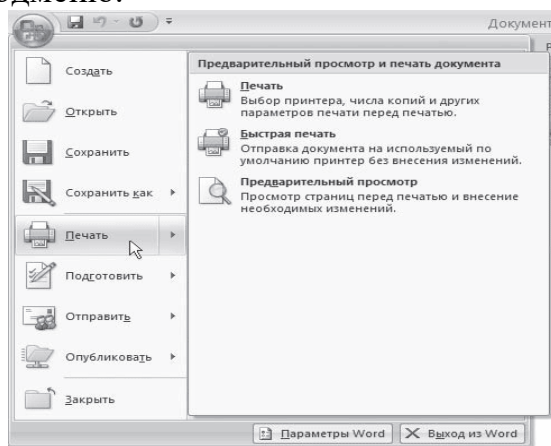 одменю.
Документ
Создать
Открыть
Сохранить
Сохранить как
Печать
Подготовить
Отправить
Опубликовать
Закрыть
Предварительный просмотр и печать документа
Печать
Выбор принтера, числа копий и других
параметров печати перед печатью.
Быстрая печать
Отправка документа на используемый по
умолчанию принтер без внесения изменений.
Предварительный просмотр
Просмотр страниц перед печатью и внесение
необходимых изменений.
Параметры Word
Выход из Word